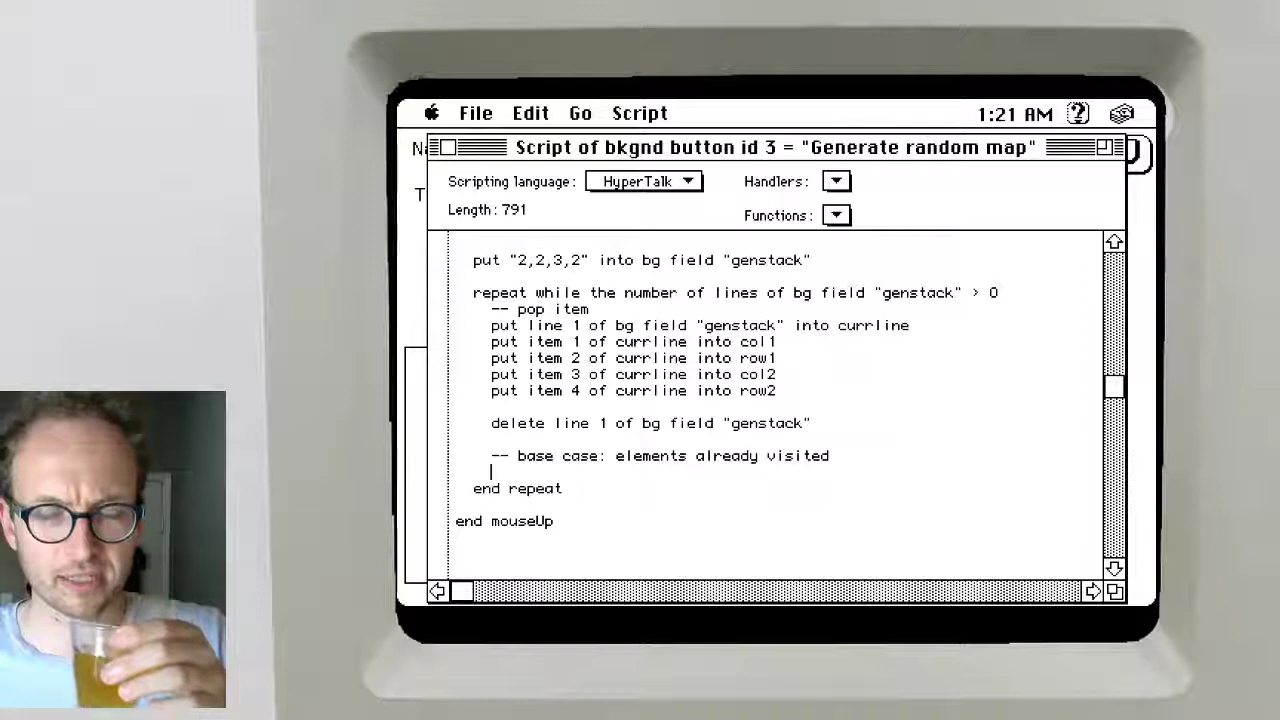 File Edit Go Script 1:21 AM
Script of bkgnd button id 3 = "Generate random map"
Scripting language: HyperTalk Handlers:
Length: 791
Functions:
put "2,2,3,2" into bg field "genstack"
repeat while the number of lines of bg field "genstack" > 0
-- pop item
put line 1 of bg field "genstack" into currline
put item 1 of currline into col1
put item 2 of currline into row1
put item 3 of currline into col2
put item 4 of currline into row2
delete line 1 of bg field "genstack"
-- base case: elements already visited
end repeat
end mouseUp